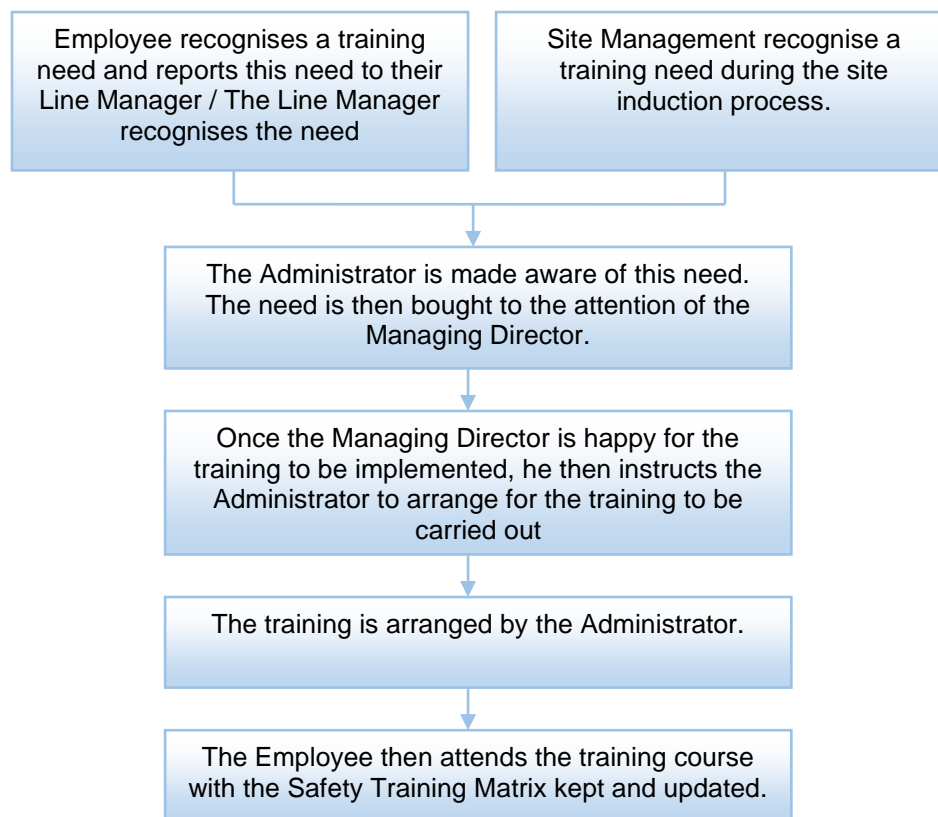 Employee recognises a training
need and reports this need to their
Line Manager / The Line Manager
recognises the need
Site Management recognise a
training need during the site
induction process.
The Administrator is made aware of this need.
The need is then bought to the attention of the
Managing Director.
Once the Managing Director is happy for the
training to be implemented, he then instructs the
Administrator to arrange for the training to be
carried out
The training is arranged by the Administrator.
The Employee then attends the training course
with the Safety Training Matrix kept and updated.